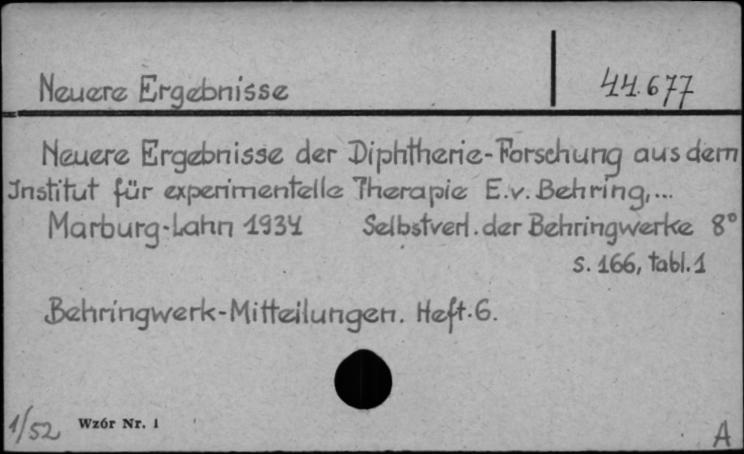 Neuere Ergebnisse
44.677
Neuere Ergebnisse der Diphtherie-Forschung aus dem
Institut für experimentelle Therapie E.v. Behring,...
Marburg-Lahn 1934 Selbstverl. der Behringwerke 8°
s. 166, tabl. 1
Behringwerk-Mitteilungen. Heft. 6.
1/52 Wzór Nr. 1
A